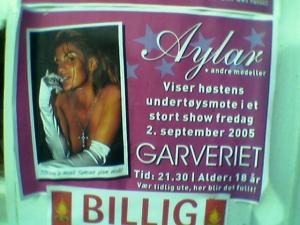 Aylar
+ andre modeller
Viser høstens
undertøysmote i et
stort show fredag
2. september 2005
GARVERIET
Tid: 21.30 | Alder: 18 år
Vær tidlig ute, her blir det fullt!
BILLIG